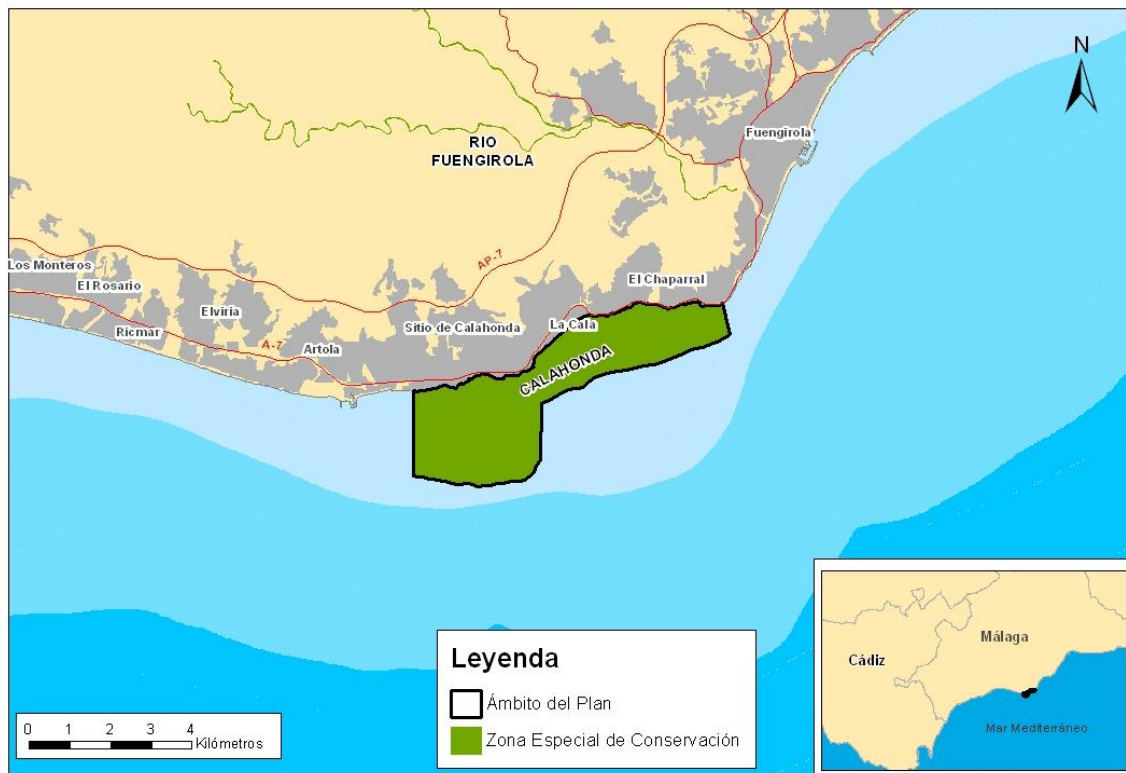 N
Fuengirola
RIO
FUENGIROLA
AP-7
Los Monteros
El Rosario
Elviria
Ricmar
A-7
Artola
Sitio de Calahonda
La Cala
El Chaparral
CALAHONDA
Leyenda
Ámbito del Plan
Zona Especial de Conservación
0 1 2 3 4
Kilómetros
Málaga
Cádiz
Mar Mediterráneo